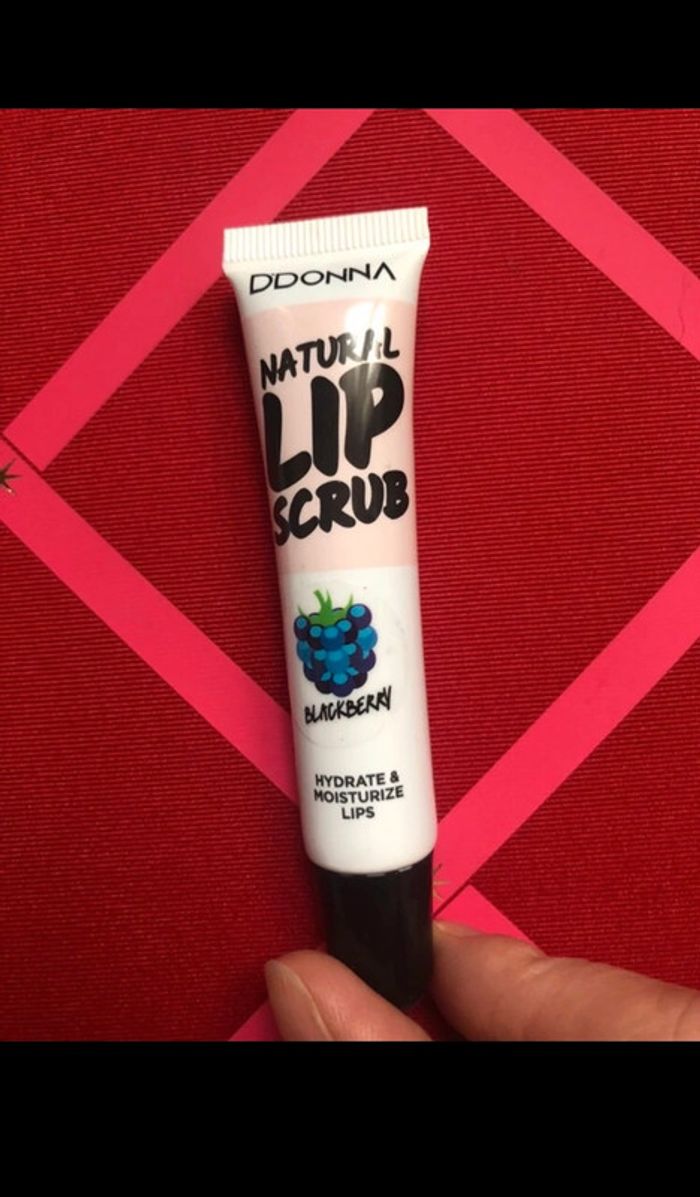 D'DONNA
NATURAL
LIP
SCRUB
BLACKBERRY
HYDRATE &
MOISTURIZE
LIPS